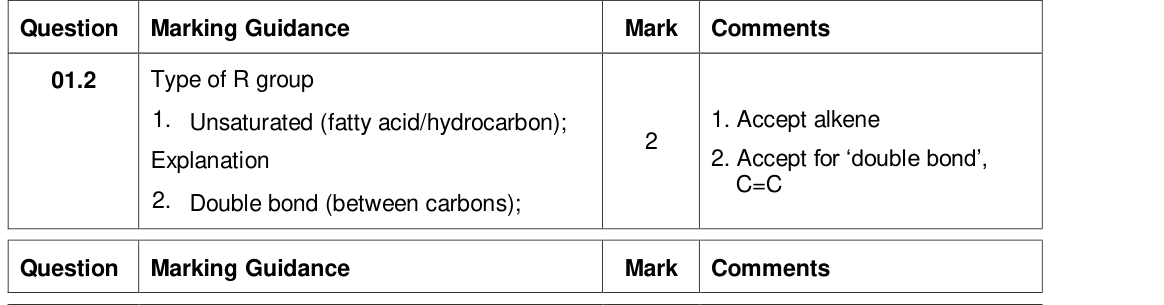 Question Marking Guidance Mark Comments
01.2 Type of R group
1. Unsaturated (fatty acid/hydrocarbon);
Explanation
2. Double bond (between carbons);
2
1. Accept alkene
2. Accept for ‘double bond’,
C=C
Question Marking Guidance Mark Comments